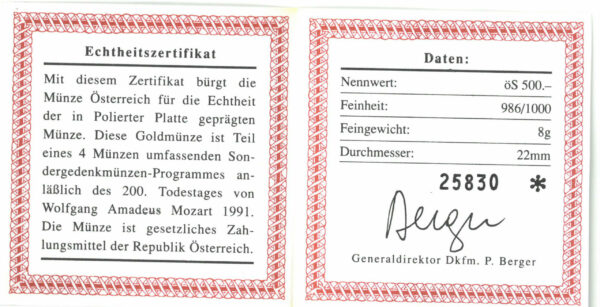 Echtheitszertifikat
Mit diesem Zertifikat bürgt die
Münze Österreich für die Echtheit
der in Polierter Platte geprägten
Münze. Diese Goldmünze ist Teil
eines 4 Münzen umfassenden Son-
dergedenkmünzen-Programmes an-
läßlich des 200. Todestages von
Wolfgang Amadeus Mozart 1991.
Die Münze ist gesetzliches Zah-
lungsmittel der Republik Österreich.
Daten:
Nennwert: öS 500.–
Feinheit: 986/1000
Feingewicht: 8g
Durchmesser: 22mm
25830 *
Berger
Generaldirektor Dkfm. P. Berger